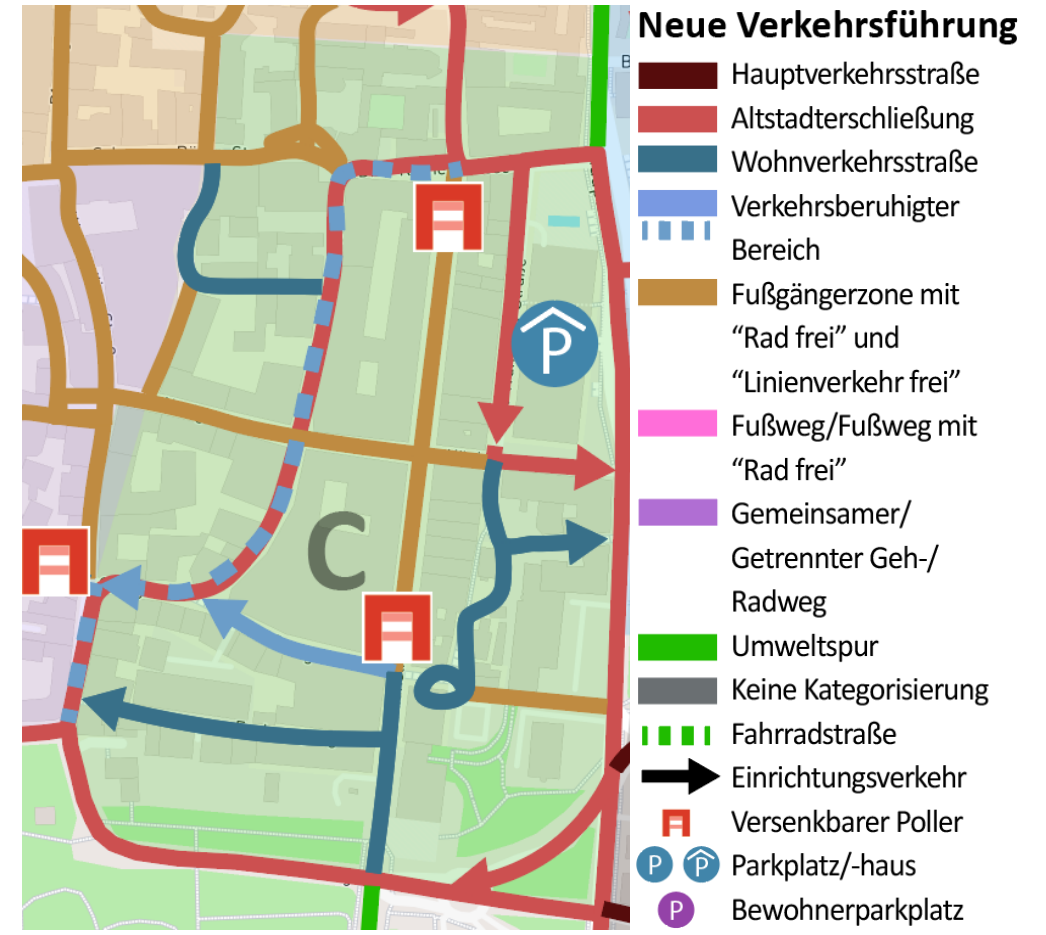 Neue Verkehrsführung
Hauptverkehrsstraße
Altstadterschließung
Wohnverkehrsstraße
Verkehrsberuhigter
Bereich
Fußgängerzone mit
“Rad frei” und
“Linienverkehr frei”
Fußweg/Fußweg mit
“Rad frei”
Gemeinsamer/
Getrennter Geh-/
Radweg
Umweltspur
Keine Kategorisierung
Fahrradstraße
Einrichtungsverkehr
Versenkbarer Poller
P
P
Parkplatz/-haus
P
Bewohnerparkplatz
P
C